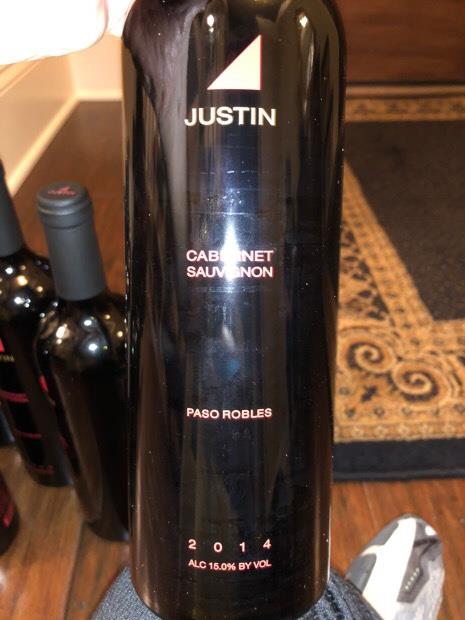 JUSTIN
CABERNET
SAUVIGNON
PASO ROBLES
2014
ALC 15.0% BY VOL